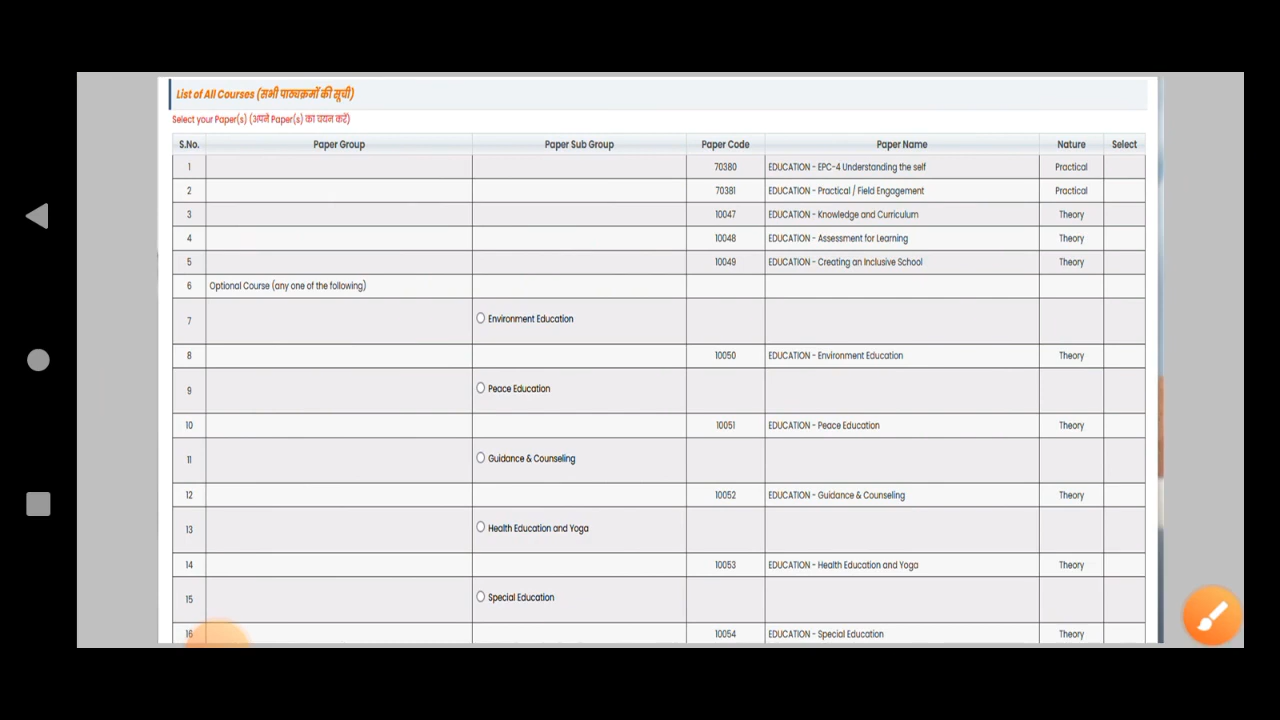 List of All Courses (सभी पाठ्यक्रमों की सूची)
Select your Paper(s) (अपने Paper(s) का चयन करें)
S.No. Paper Group Paper Sub Group Paper Code Paper Name Nature Select
1 70380 EDUCATION - EPC-4 Understanding the self Practical
2 70381 EDUCATION - Practical / Field Engagement Practical
3 10047 EDUCATION - Knowledge and Curriculum Theory
4 10048 EDUCATION - Assessment for Learning Theory
5 10049 EDUCATION - Creating an Inclusive School Theory
6 Optional Course (any one of the following)
7 Environment Education
8 10050 EDUCATION - Environment Education Theory
9 Peace Education
10 10051 EDUCATION - Peace Education Theory
11 Guidance & Counseling
12 10052 EDUCATION - Guidance & Counseling Theory
13 Health Education and Yoga
14 10053 EDUCATION - Health Education and Yoga Theory
15 Special Education
16 10054 EDUCATION - Special Education Theory